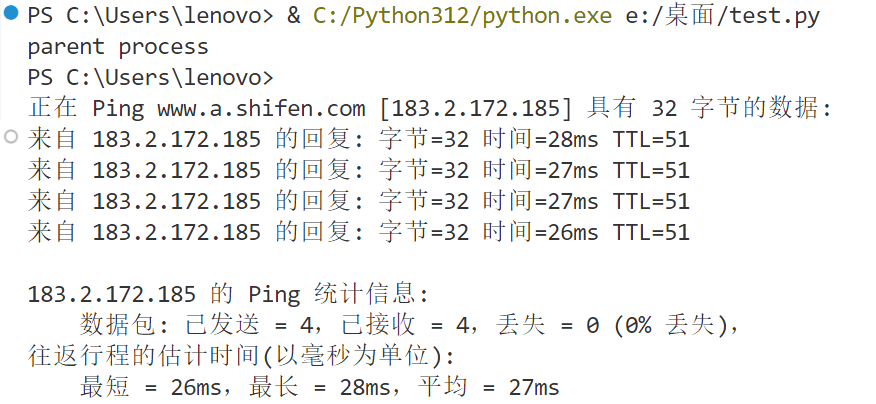 PS C:\Users\lenovo> & C:/Python312/python.exe e:/桌面/test.py
parent process
PS C:\Users\lenovo>
正在 Ping www.a.shifen.com [183.2.172.185] 具有 32 字节的数据:
来自 183.2.172.185 的回复: 字节=32 时间=28ms TTL=51
来自 183.2.172.185 的回复: 字节=32 时间=27ms TTL=51
来自 183.2.172.185 的回复: 字节=32 时间=27ms TTL=51
来自 183.2.172.185 的回复: 字节=32 时间=26ms TTL=51
183.2.172.185 的 Ping 统计信息:
数据包: 已发送 = 4，已接收 = 4，丢失 = 0 (0% 丢失)，
往返行程的估计时间(以毫秒为单位):
最短 = 26ms，最长 = 28ms，平均 = 27ms